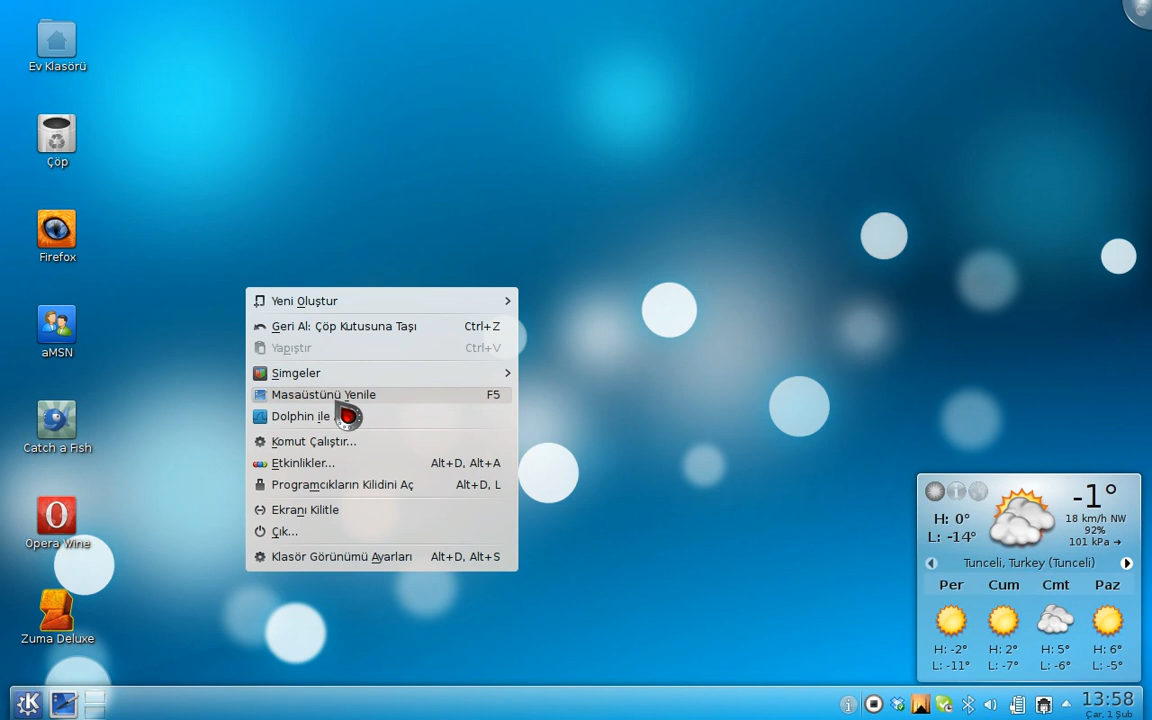 Ev Klasörü
Çöp
Firefox
aMSN
Catch a Fish
Opera Wine
Zuma Deluxe
Yeni Oluştur
Geri Al: Çöp Kutusuna Taşı Ctrl+Z
Yapıştır Ctrl+V
Simgeler
Masaüstünü Yenile F5
Dolphin ile
Komut Çalıştır...
Etkinlikler... Alt+D, Alt+A
Programcıkların Kilidini Aç Alt+D, L
Ekranı Kilitle
Çık...
Klasör Görünümü Ayarları Alt+D, Alt+S
-1°
H: 0° 18 km/h NW
L: -14° 92%
101 kPa
Tunceli, Turkey (Tunceli)
Per Cum Cmt Paz
H: -2° H: 2° H: 5° H: 6°
L: -11° L: -7° L: -6° L: -5°
13:58
Çar, 1 Şub